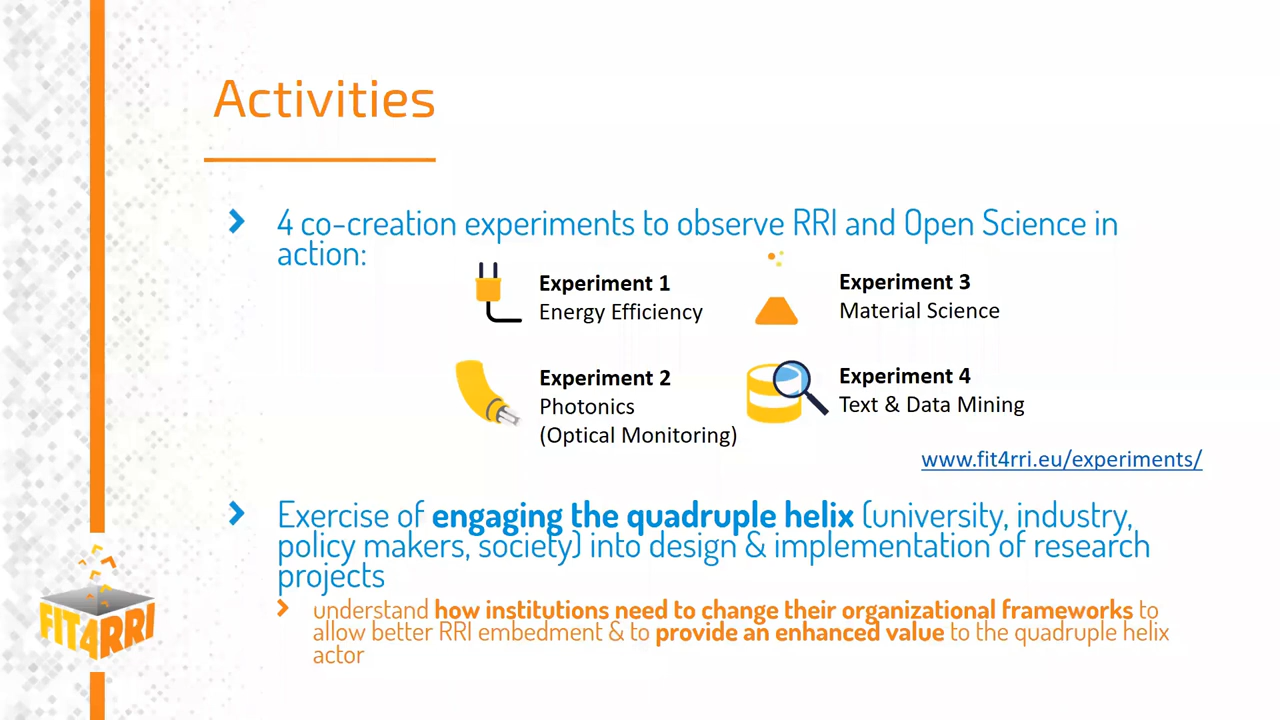 Activities
4 co-creation experiments to observe RRI and Open Science in
action:
Experiment 1
Energy Efficiency
Experiment 2
Photonics
(Optical Monitoring)
Experiment 3
Material Science
Experiment 4
Text & Data Mining
www.fit4rri.eu/experiments/
Exercise of engaging the quadruple helix (university, industry,
policy makers, society) into design & implementation of research
projects
understand how institutions need to change their organizational frameworks to
allow better RRI embedment & to provide an enhanced value to the quadruple helix
actor
FIT4RRI